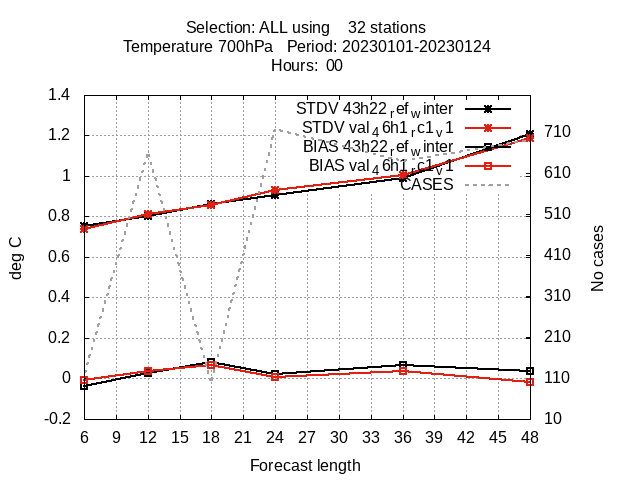 Selection: ALL using    32 stations
Temperature 700hPa   Period: 20230101-20230124
Hours:  00
1.4
1.2
1
0.8
0.6
0.4
0.2
0
-0.2
deg C
STDV 43h22_ref_winter
STDV val_46h1_rc1_v1
BIAS 43h22_ref_winter
BIAS val_46h1_rc1_v1
CASES
710
610
510
410
310
210
110
10
No cases
6 9 12 15 18 21 24 27 30 33 36 39 42 45 48
Forecast length